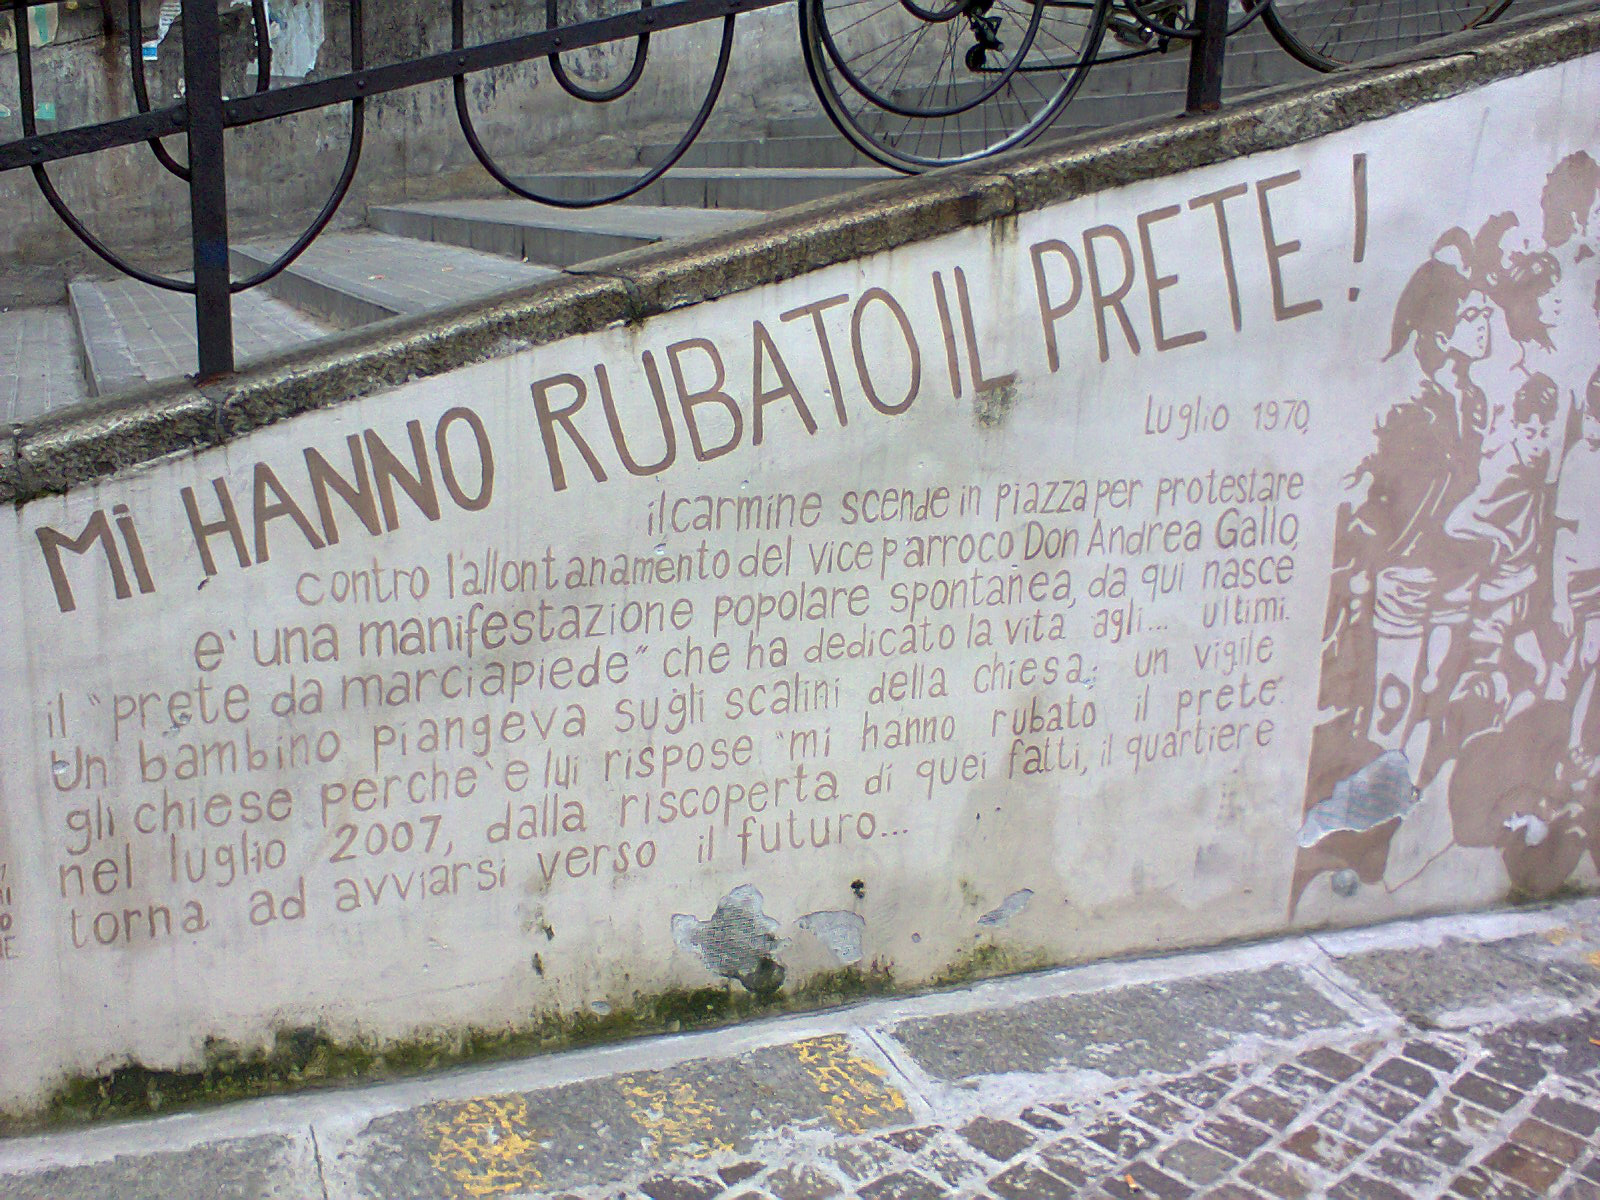 MI HANNO RUBATO IL PRETE!
Luglio 1970,
il carmine scende in piazza per protestare
contro l'allontanamento del vice parroco Don Andrea Gallo,
e' una manifestazione popolare spontanea, da qui nasce
il "prete da marciapiede" che ha dedicato la vita agli... ultimi.
Un bambino piangeva sugli scalini della chiesa: un vigile
gli chiese perche' e lui rispose "mi hanno rubato il prete"
nel luglio 2007, dalla riscoperta di quei fatti, il quartiere
torna ad avviarsi verso il futuro...